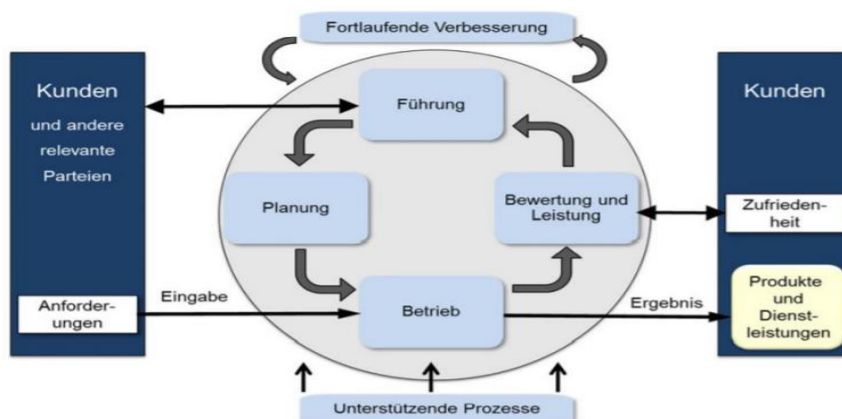 Fortlaufende Verbesserung
Kunden
und andere
relevante
Parteien
Anforder-
ungen
Eingabe
Führung
Planung
Bewertung und
Leistung
Betrieb
Ergebnis
Kunden
Zufrieden-
heit
Produkte
und
Dienst-
leistungen
Unterstützende Prozesse